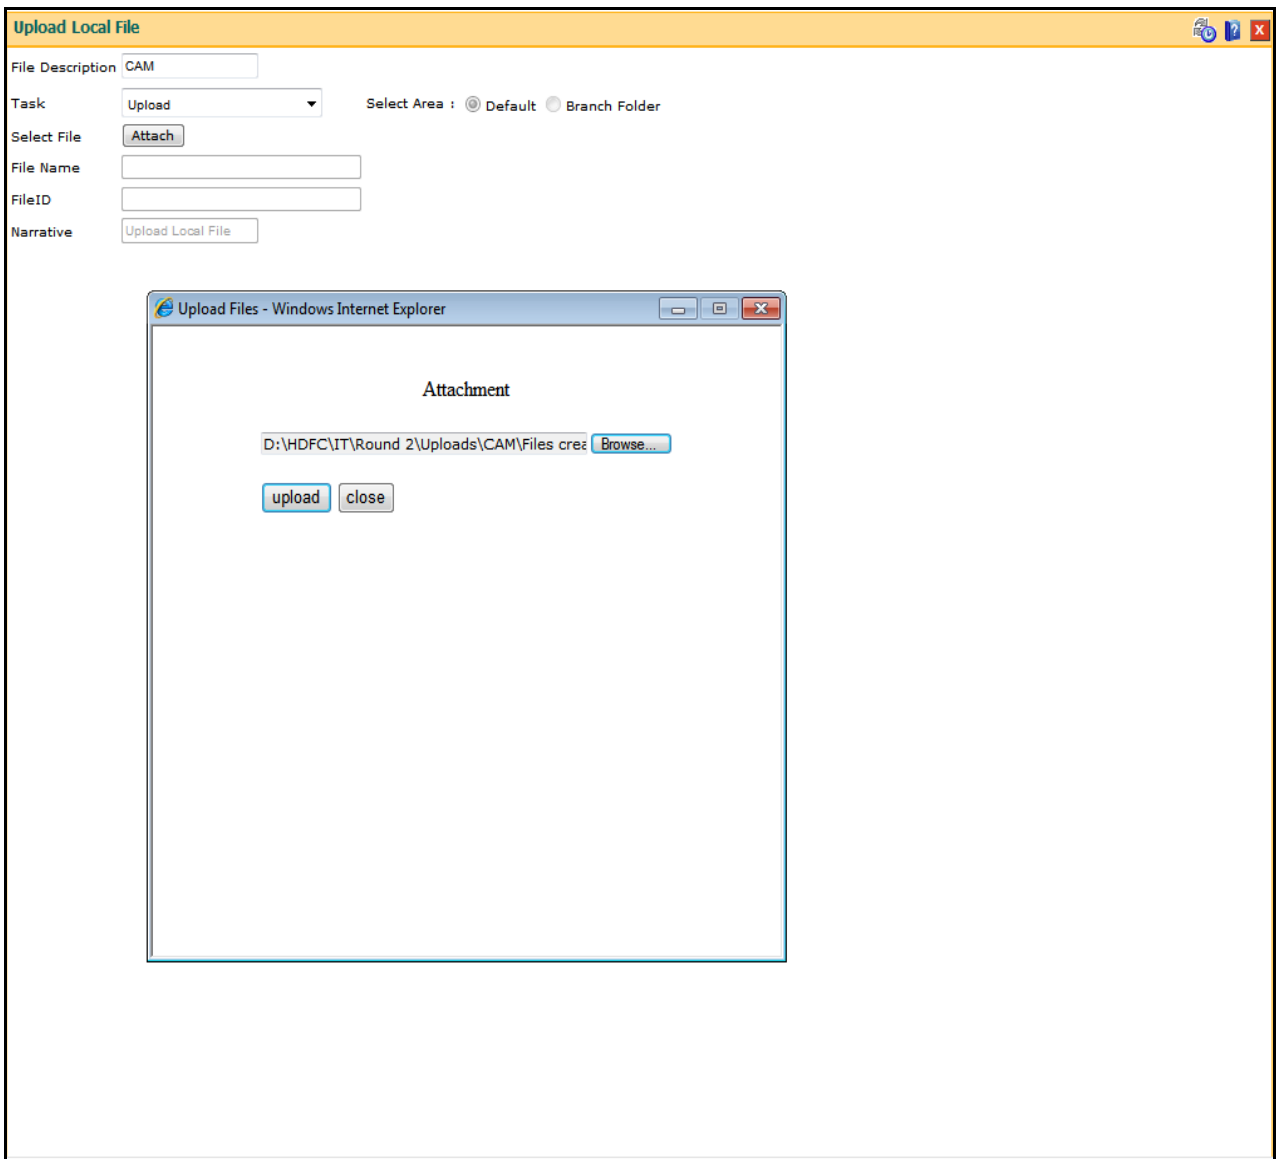 Upload Local File
File Description CAM
Task Upload Select Area : Default Branch Folder
Select File Attach
File Name
FileID
Narrative Upload Local File
Upload Files - Windows Internet Explorer
Attachment
D:\HDFC\IT\Round 2\Uploads\CAM\Files crea Browse...
upload close